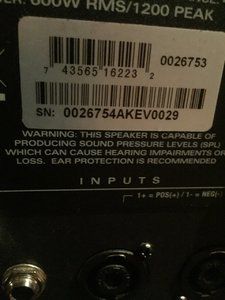 600W RMS/1200 PEAK
0026753
7 43565 16223 2
SN: 0026754AKEV0029
WARNING: THIS SPEAKER IS CAPABLE OF
PRODUCING SOUND PRESSURE LEVELS (SPL)
WHICH CAN CAUSE HEARING IMPAIRMENTS OR
LOSS. EAR PROTECTION IS RECOMMENDED
INPUTS
1+ = POS(+) / 1- = NEG(-)